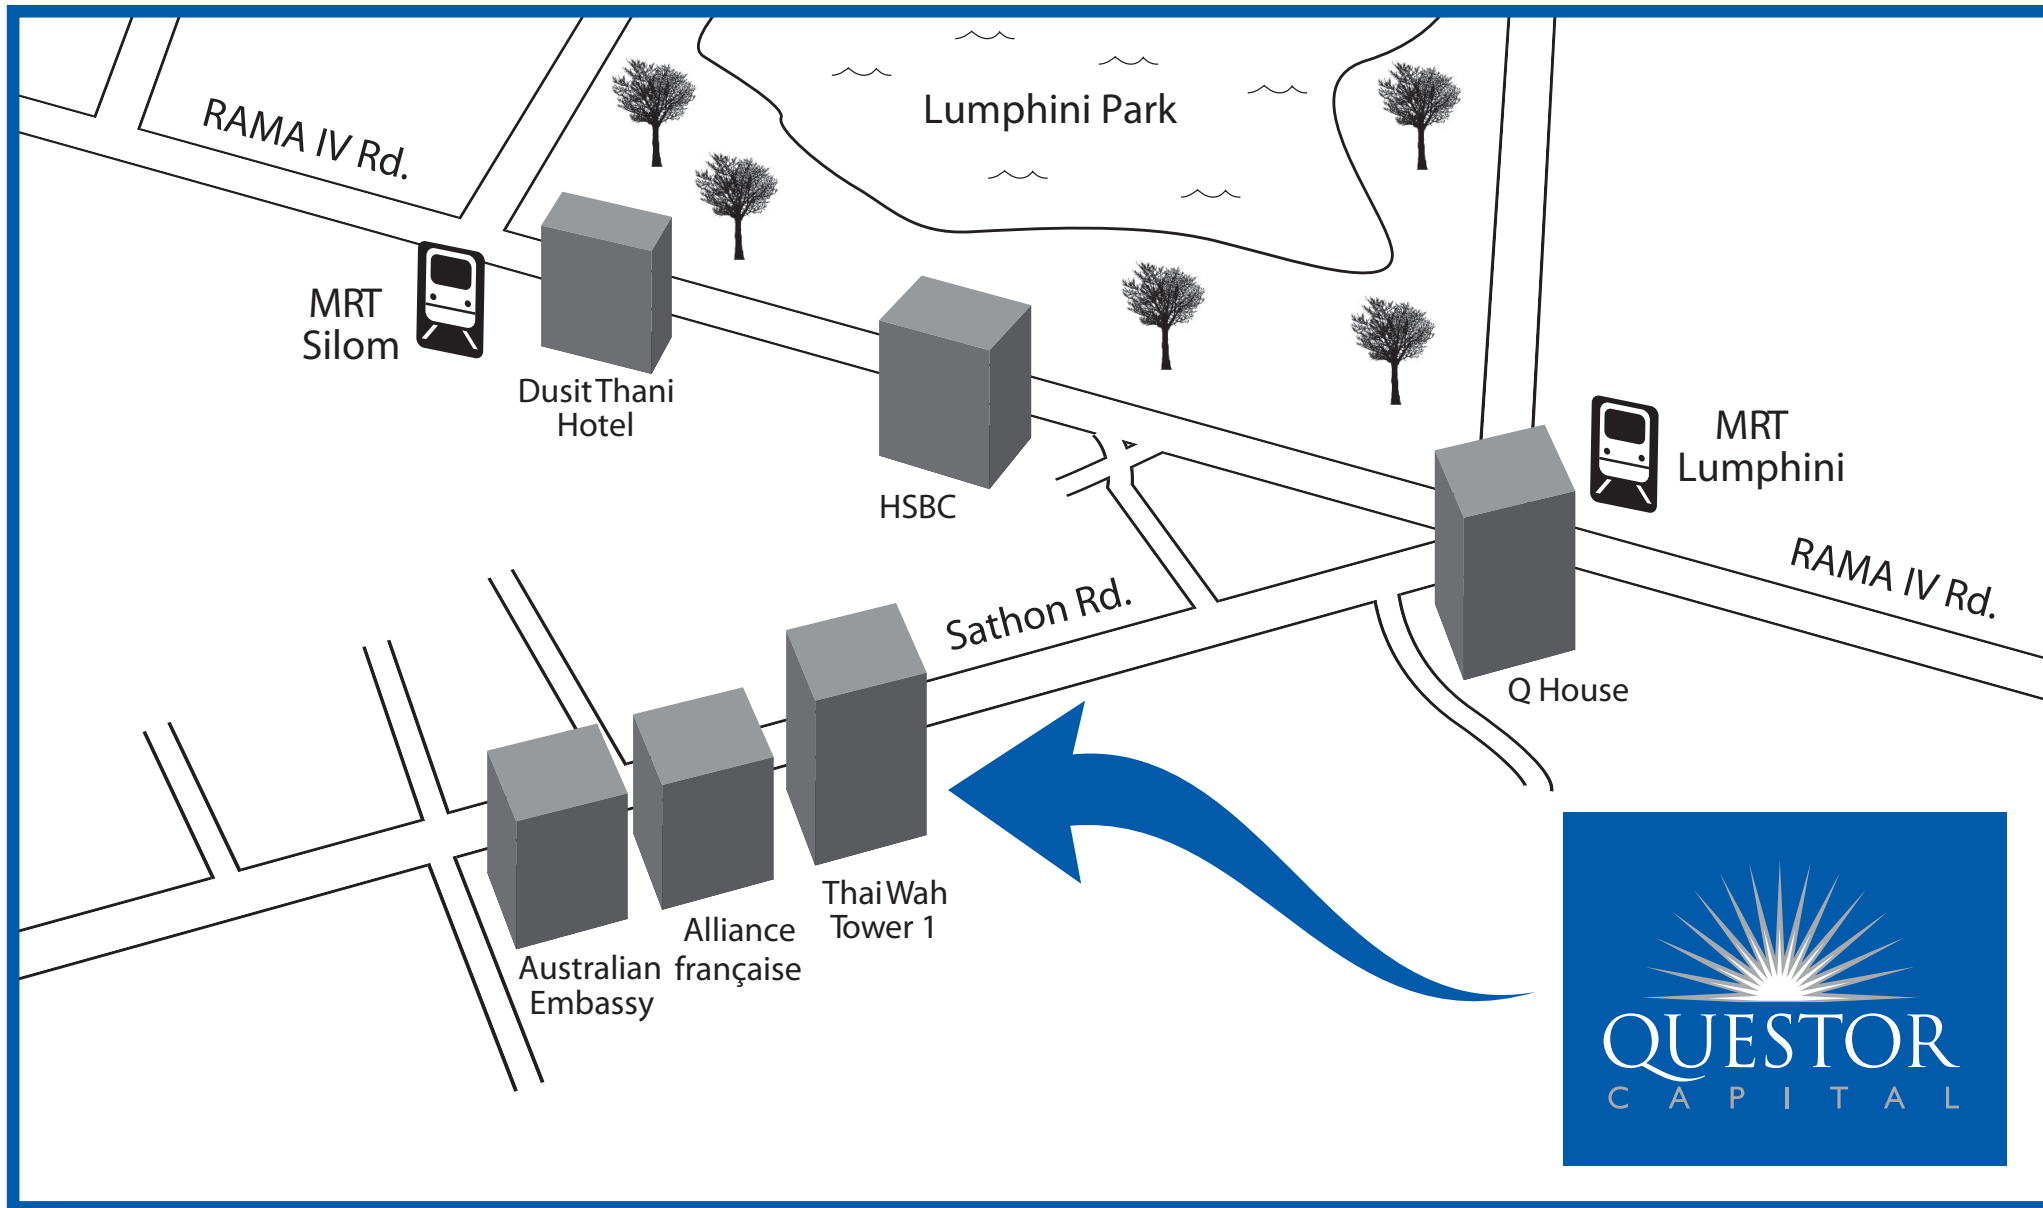 RAMA IV Rd.
Lumphini Park
MRT
Silom
Dusit Thani
Hotel
HSBC
MRT
Lumphini
RAMA IV Rd.
Sathon Rd.
Q House
Thai Wah
Tower 1
Alliance
française
Australian
Embassy
QUESTOR
CAPITAL